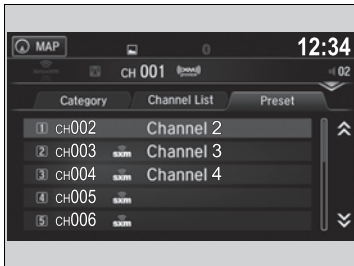 MAP 12:34
CH 001 (((XM))) 02
Category Channel List Preset
1 CH002 Channel 2
2 CH003 sxm Channel 3
3 CH004 sxm Channel 4
4 CH005 sxm
5 CH006 sxm